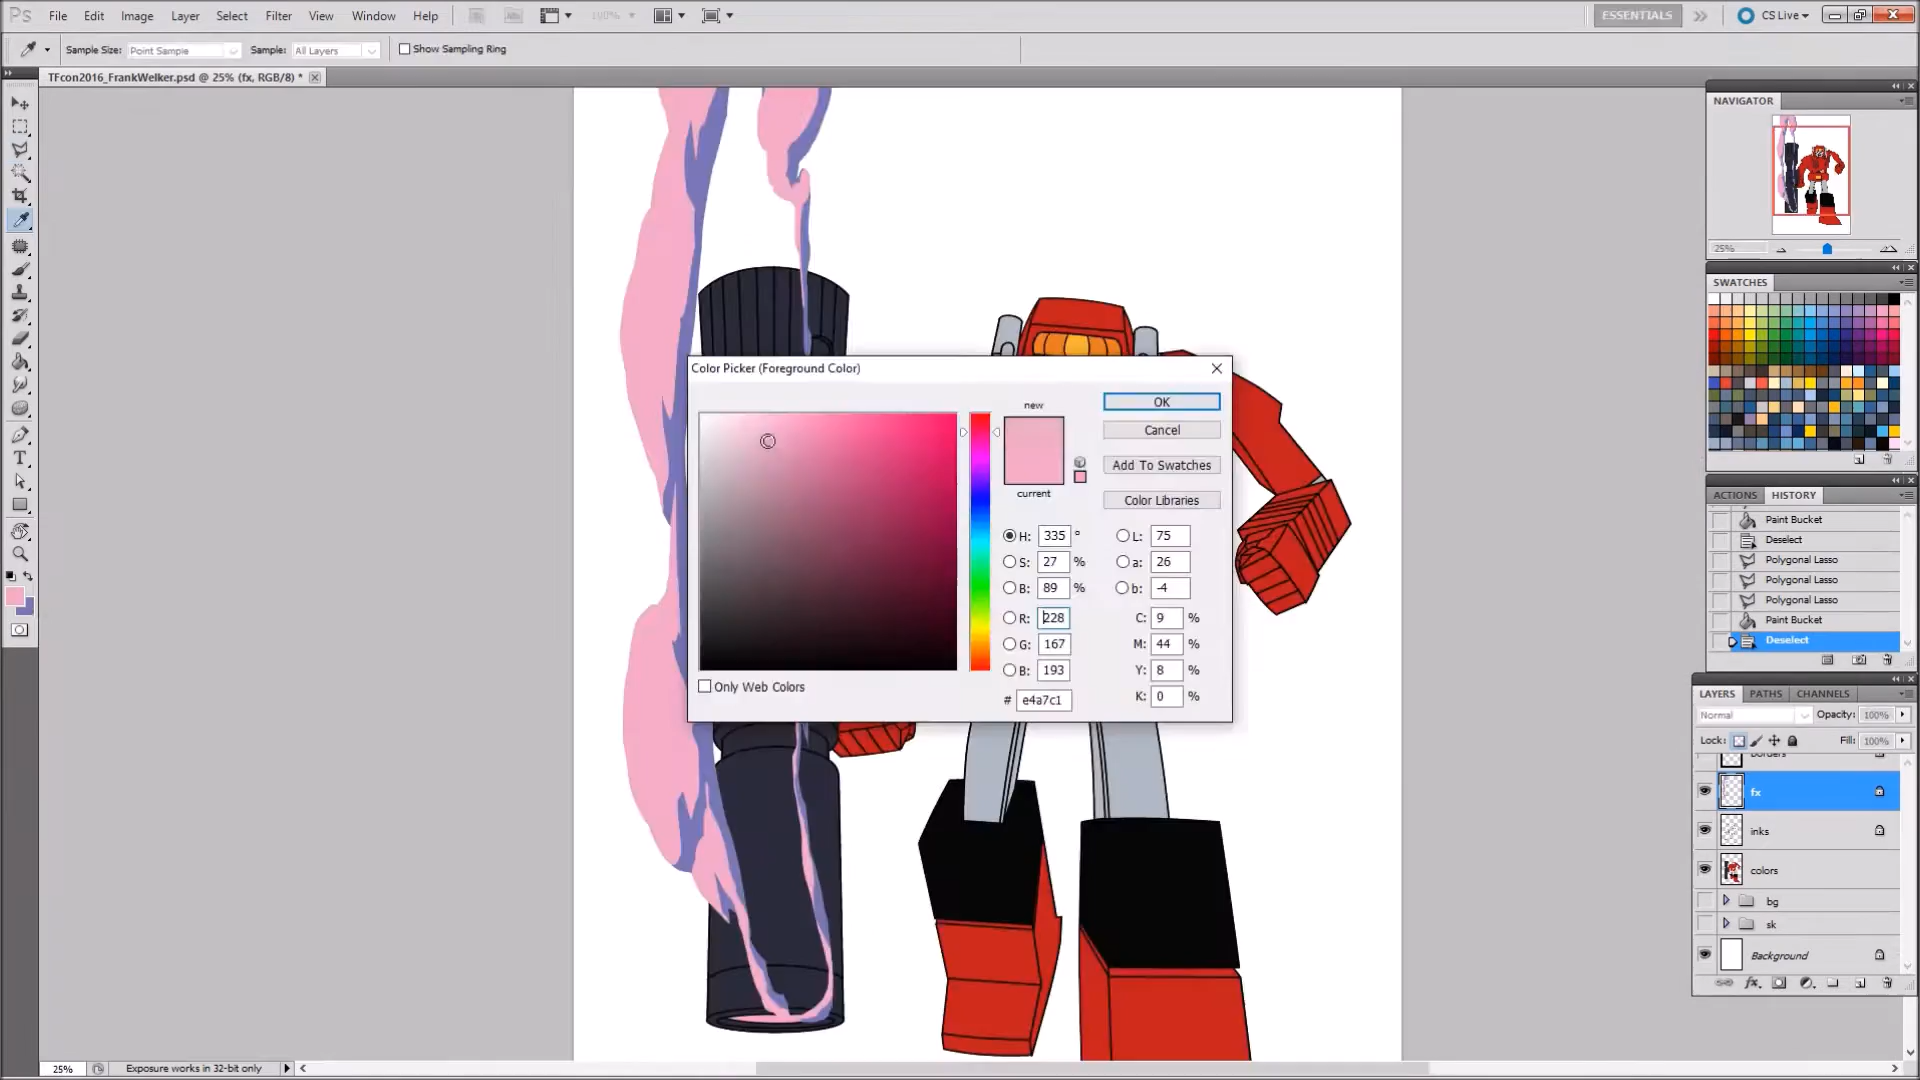 Ps File Edit Image Layer Select Filter View Window Help 100% ESSENTIALS CS Live
Sample Size: Point Sample Sample: All Layers Show Sampling Ring
TFcon2016_FrankWelker.psd @ 25% (fx, RGB/8) *
NAVIGATOR
25%
SWATCHES
ACTIONS HISTORY
Paint Bucket
Deselect
Polygonal Lasso
Polygonal Lasso
Polygonal Lasso
Paint Bucket
Deselect
LAYERS PATHS CHANNELS
Normal Opacity: 100%
Lock: Fill: 100%
borders
fx
inks
colors
bg
sk
Background
Color Picker (Foreground Color)
new
current
OK
Cancel
Add To Swatches
Color Libraries
H: 335 ° L: 75
S: 27 % a: 26
B: 89 % b: -4
R: 228 C: 9 %
G: 167 M: 44 %
B: 193 Y: 8 %
# e4a7c1 K: 0 %
Only Web Colors
T
25% Exposure works in 32-bit only